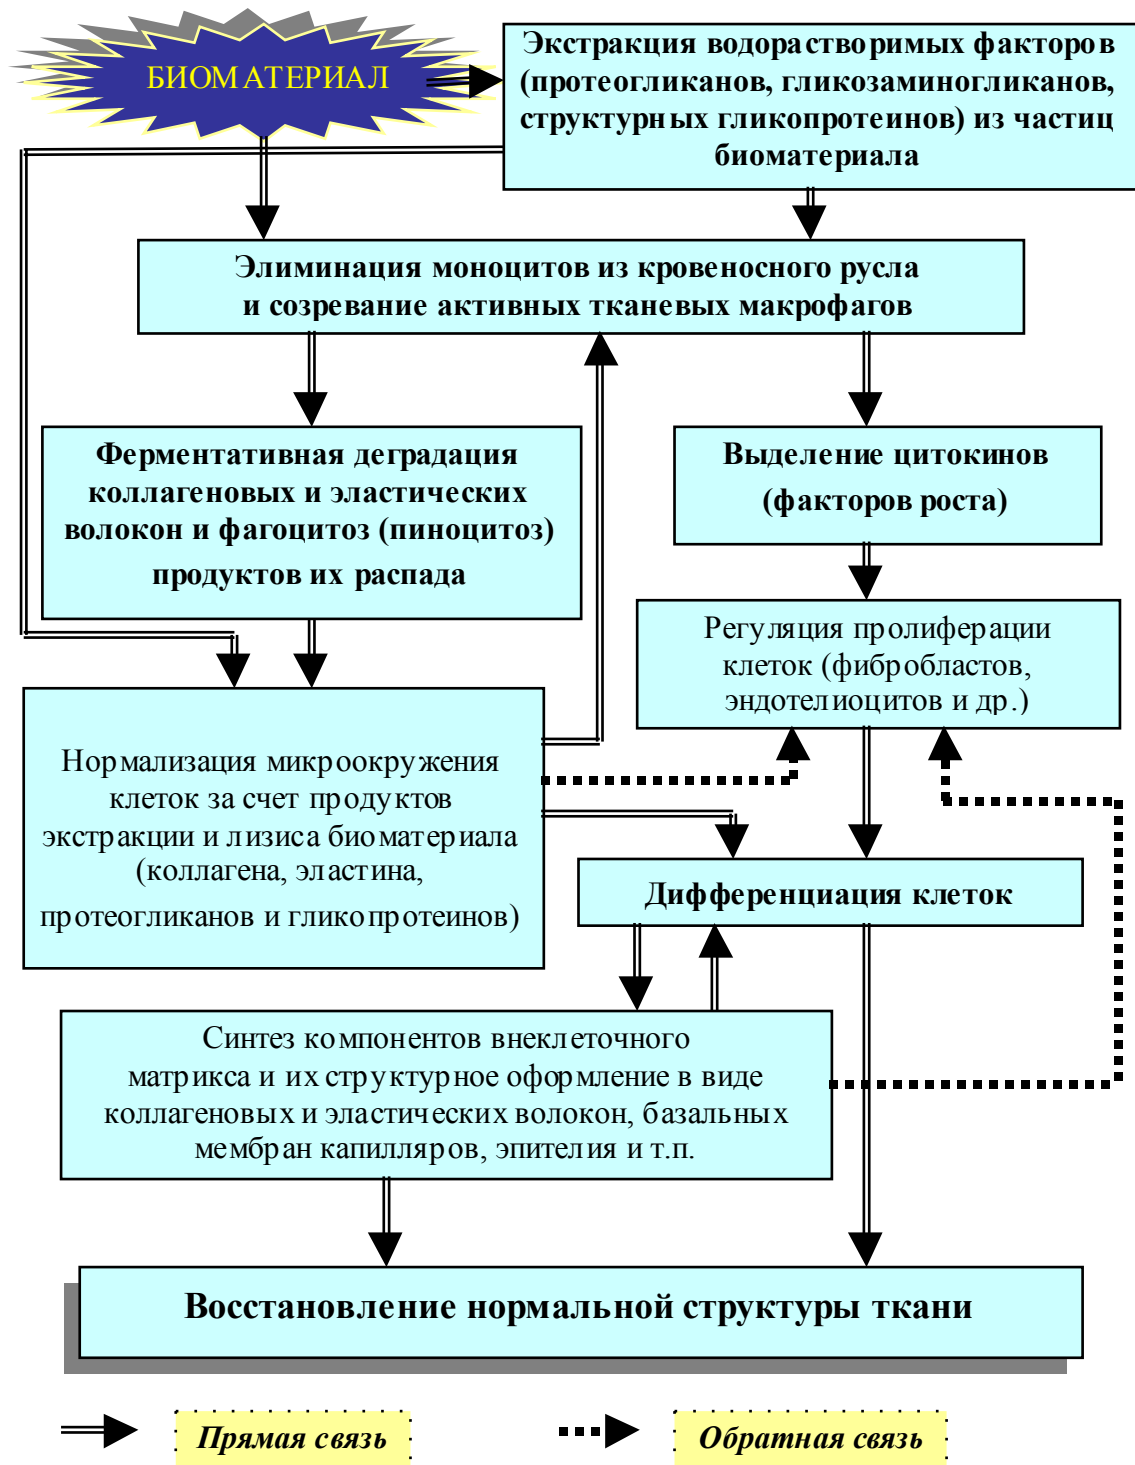 БИОМАТЕРИАЛ
Экстракция водорастворимых факторов
(протеогликанов, гликозаминогликанов,
структурных гликопротеинов) из частиц
биоматериала
Элиминация моноцитов из кровеносного русла
и созревание активных тканевых макрофагов
Ферментативная деградация
коллагеновых и эластических
волокон и фагоцитоз (пиноцитоз)
продуктов их распада
Выделение цитокинов
(факторов роста)
Регуляция пролиферации
клеток (фибробластов,
эндотелиоцитов и др.)
Нормализация микроокружения
клеток за счет продуктов
экстракции и лизиса биоматериала
(коллагена, эластина,
протеогликанов и гликопротеинов)
Дифференциация клеток
Синтез компонентов внеклеточного
матрикса и их структурное оформление в виде
коллагеновых и эластических волокон, базальных
мембран капилляров, эпителия и т.п.
Восстановление нормальной структуры ткани
Прямая связь
Обратная связь